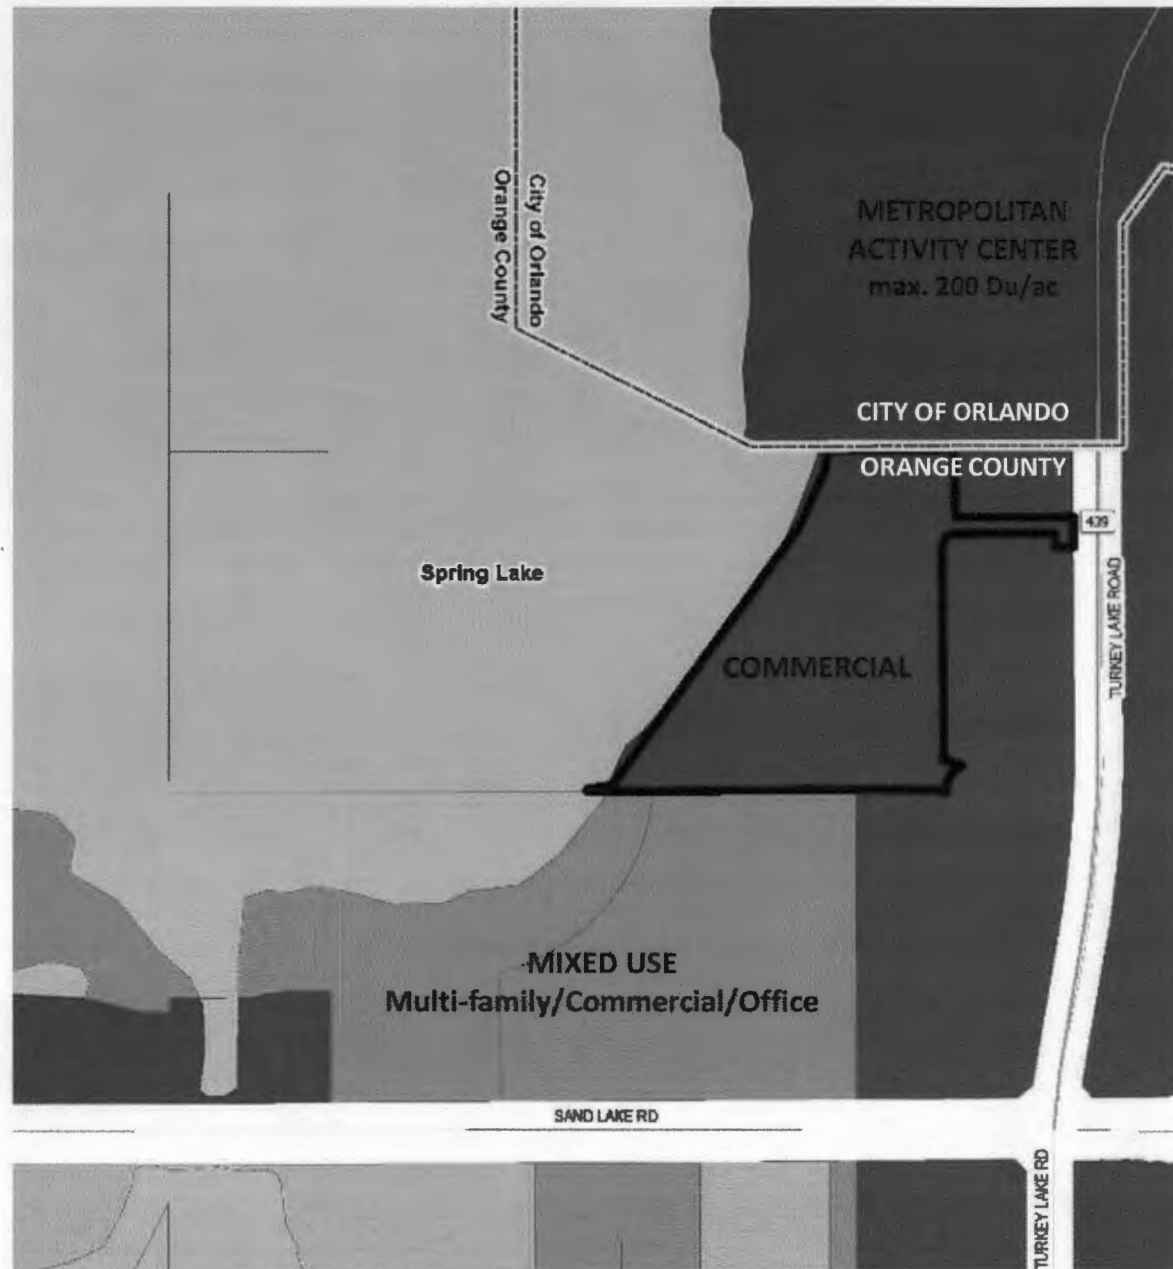 City of Orlando
Orange County
METROPOLITAN
ACTIVITY CENTER
max. 200 Du/ac
CITY OF ORLANDO
ORANGE COUNTY
439
Spring Lake
TURKEY LAKE ROAD
COMMERCIAL
MIXED USE
Multi-family/Commercial/Office
SAND LAKE RD
TURKEY LAKE RD